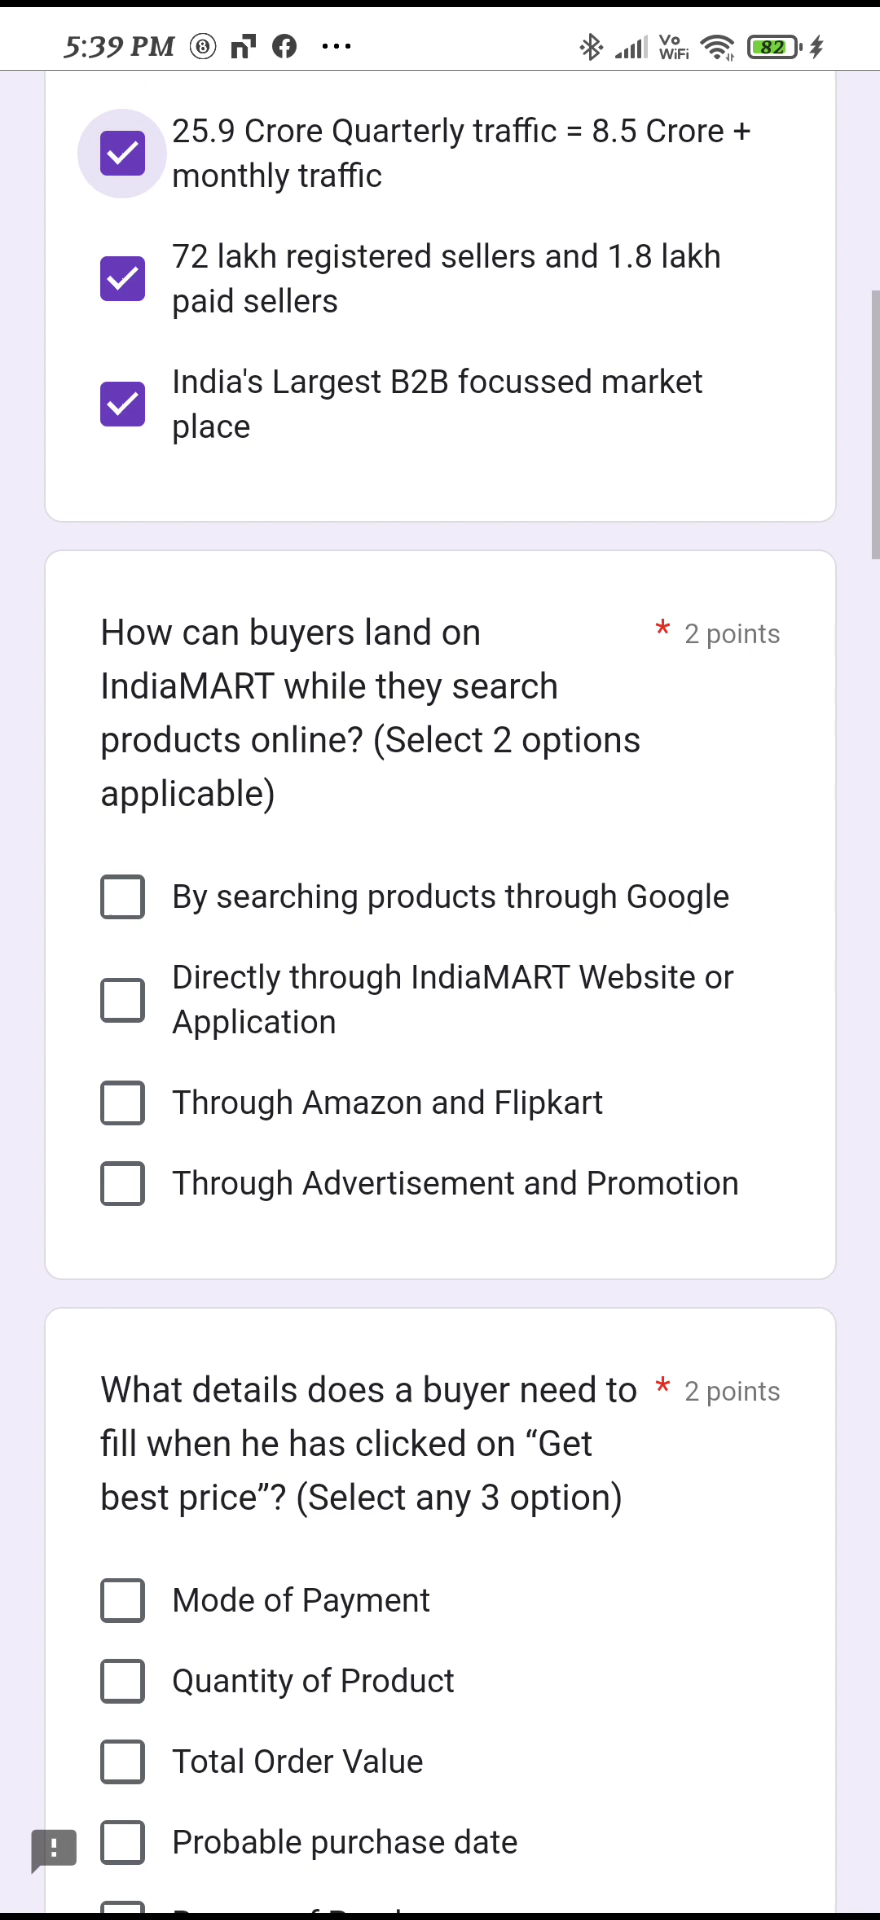 5:39 PM
Vo
WiFi
82
25.9 Crore Quarterly traffic = 8.5 Crore +
monthly traffic
72 lakh registered sellers and 1.8 lakh
paid sellers
India's Largest B2B focussed market
place
How can buyers land on * 2 points
IndiaMART while they search
products online? (Select 2 options
applicable)
By searching products through Google
Directly through IndiaMART Website or
Application
Through Amazon and Flipkart
Through Advertisement and Promotion
What details does a buyer need to * 2 points
fill when he has clicked on “Get
best price”? (Select any 3 option)
Mode of Payment
Quantity of Product
Total Order Value
Probable purchase date